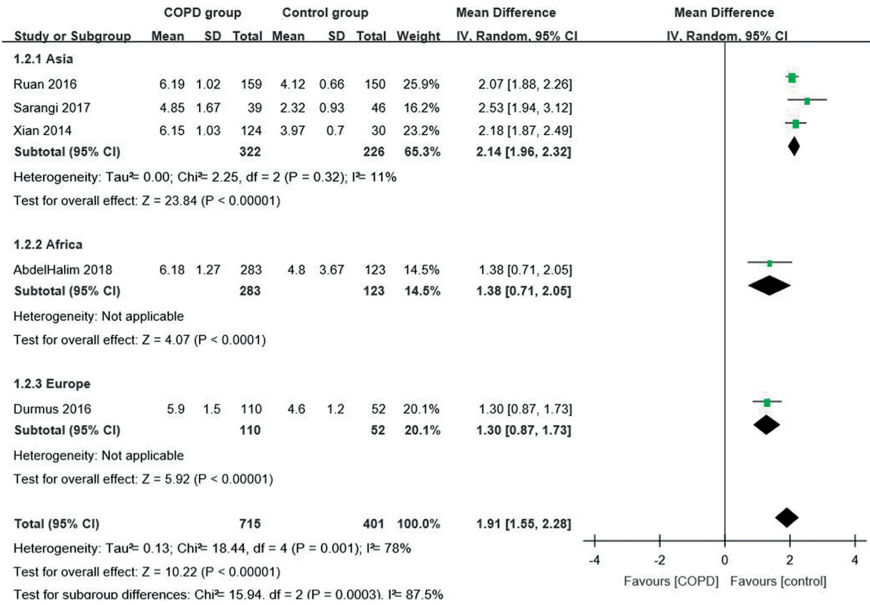 COPD group Control group Mean Difference Mean Difference
Study or Subgroup Mean SD Total Mean SD Total Weight IV, Random, 95% CI IV, Random, 95% CI
1.2.1 Asia
Ruan 2016 6.19 1.02 159 4.12 0.66 150 25.9% 2.07 [1.88, 2.26]
Sarangi 2017 4.85 1.67 39 2.32 0.93 46 16.2% 2.53 [1.94, 3.12]
Xian 2014 6.15 1.03 124 3.97 0.7 30 23.2% 2.18 [1.87, 2.49]
Subtotal (95% CI) 322 226 65.3% 2.14 [1.96, 2.32]
Heterogeneity: Tau²= 0.00; Chi²= 2.25, df = 2 (P = 0.32); I²= 11%
Test for overall effect: Z = 23.84 (P < 0.00001)
1.2.2 Africa
AbdelHalim 2018 6.18 1.27 283 4.8 3.67 123 14.5% 1.38 [0.71, 2.05]
Subtotal (95% CI) 283 123 14.5% 1.38 [0.71, 2.05]
Heterogeneity: Not applicable
Test for overall effect: Z = 4.07 (P < 0.0001)
1.2.3 Europe
Durmus 2016 5.9 1.5 110 4.6 1.2 52 20.1% 1.30 [0.87, 1.73]
Subtotal (95% CI) 110 52 20.1% 1.30 [0.87, 1.73]
Heterogeneity: Not applicable
Test for overall effect: Z = 5.92 (P < 0.00001)
Total (95% CI) 715 401 100.0% 1.91 [1.55, 2.28]
Heterogeneity: Tau²= 0.13; Chi²= 18.44, df = 4 (P = 0.001); I²= 78%
Test for overall effect: Z = 10.22 (P < 0.00001)
Test for subgroup differences: Chi²= 15.94, df = 2 (P = 0.0003), I²= 87.5%
-4 -2 0 2 4
Favours [COPD] Favours [control]